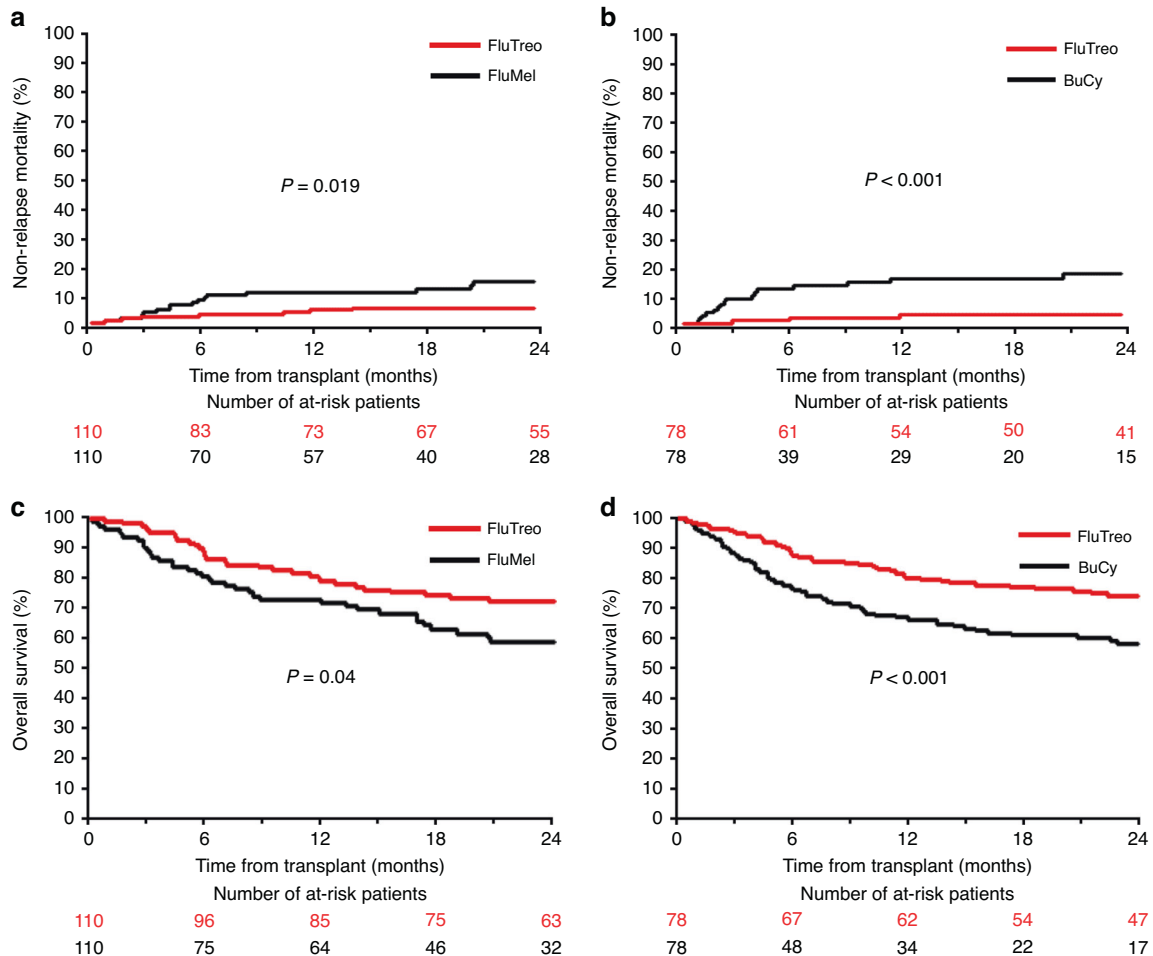 a
100
90
80
70
60
50
40
30
20
10
0
Non-relapse mortality (%)
FluTreo
FluMel
P = 0.019
0 6 12 18 24
Time from transplant (months)
Number of at-risk patients
110 83 73 67 55
110 70 57 40 28
b
100
90
80
70
60
50
40
30
20
10
0
Non-relapse mortality (%)
FluTreo
BuCy
P < 0.001
0 6 12 18 24
Time from transplant (months)
Number of at-risk patients
78 61 54 50 41
78 39 29 20 15
c
100
90
80
70
60
50
40
30
20
10
0
Overall survival (%)
FluTreo
FluMel
P = 0.04
0 6 12 18 24
Time from transplant (months)
Number of at-risk patients
110 96 85 75 63
110 75 64 46 32
d
100
90
80
70
60
50
40
30
20
10
0
Overall survival (%)
FluTreo
BuCy
P < 0.001
0 6 12 18 24
Time from transplant (months)
Number of at-risk patients
78 67 62 54 47
78 48 34 22 17